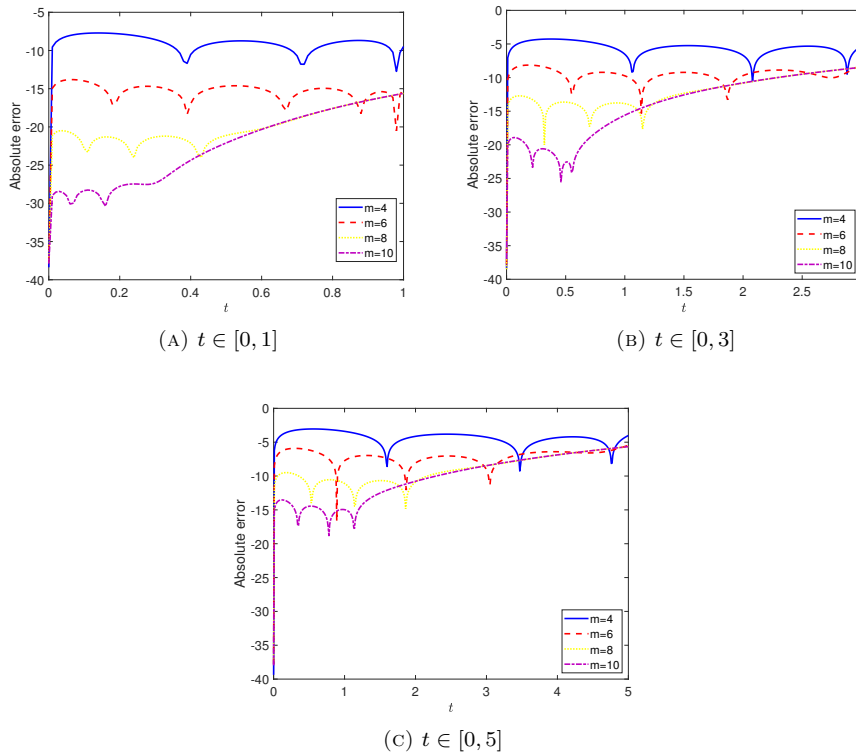 -5
-10
-15
-20
-25
-30
-35
-40
Absolute error
0
0.2
0.4
0.6
0.8
1
t
m=4
m=6
m=8
m=10
(A) t ∈ [0, 1]
0
-5
-10
-15
-20
-25
-30
-35
-40
Absolute error
0
0.5
1
1.5
2
2.5
t
m=4
m=6
m=8
m=10
(B) t ∈ [0, 3]
0
-5
-10
-15
-20
-25
-30
-35
-40
Absolute error
0
1
2
3
4
5
t
m=4
m=6
m=8
m=10
(C) t ∈ [0, 5]